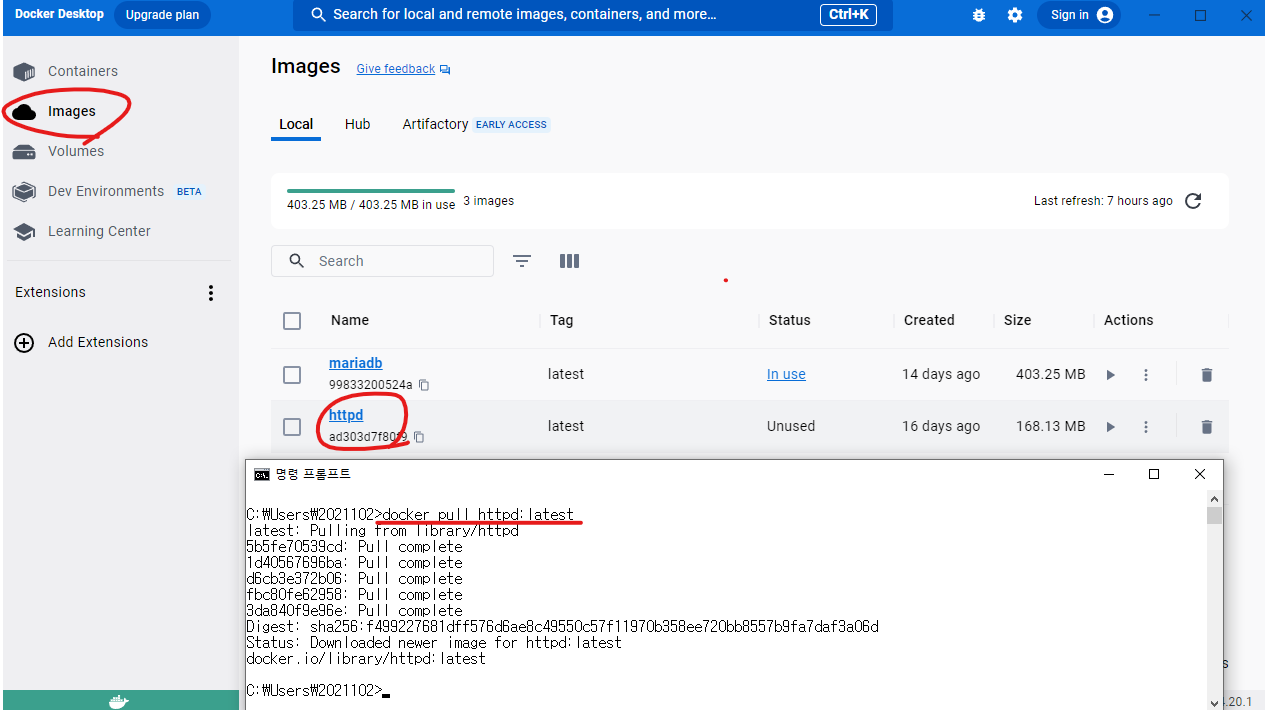 Docker Desktop Upgrade plan Search for local and remote images, containers, and more... Ctrl+K Sign in
Containers
Images
Volumes
Dev Environments BETA
Learning Center
Extensions
Add Extensions
Images Give feedback
Local Hub Artifactory EARLY ACCESS
403.25 MB / 403.25 MB in use 3 images Last refresh: 7 hours ago
Search
Name Tag Status Created Size Actions
mariadb latest In use 14 days ago 403.25 MB
99833200524a
httpd latest Unused 16 days ago 168.13 MB
명령 프롬프트
C:₩Users₩2021102>docker pull httpd:latest
latest: Pulling from library/httpd
5b5fe70539cd: Pull complete
1d40567696ba: Pull complete
d6cb3e372b06: Pull complete
fbc80fe62958: Pull complete
3da840f9e96e: Pull complete
Digest: sha256:f499227681dff576d6ae8c49550c57f11970b358ee720bb8557b9fa7daf3a06d
Status: Downloaded newer image for httpd:latest
docker.io/library/httpd:latest
C:₩Users₩2021102>